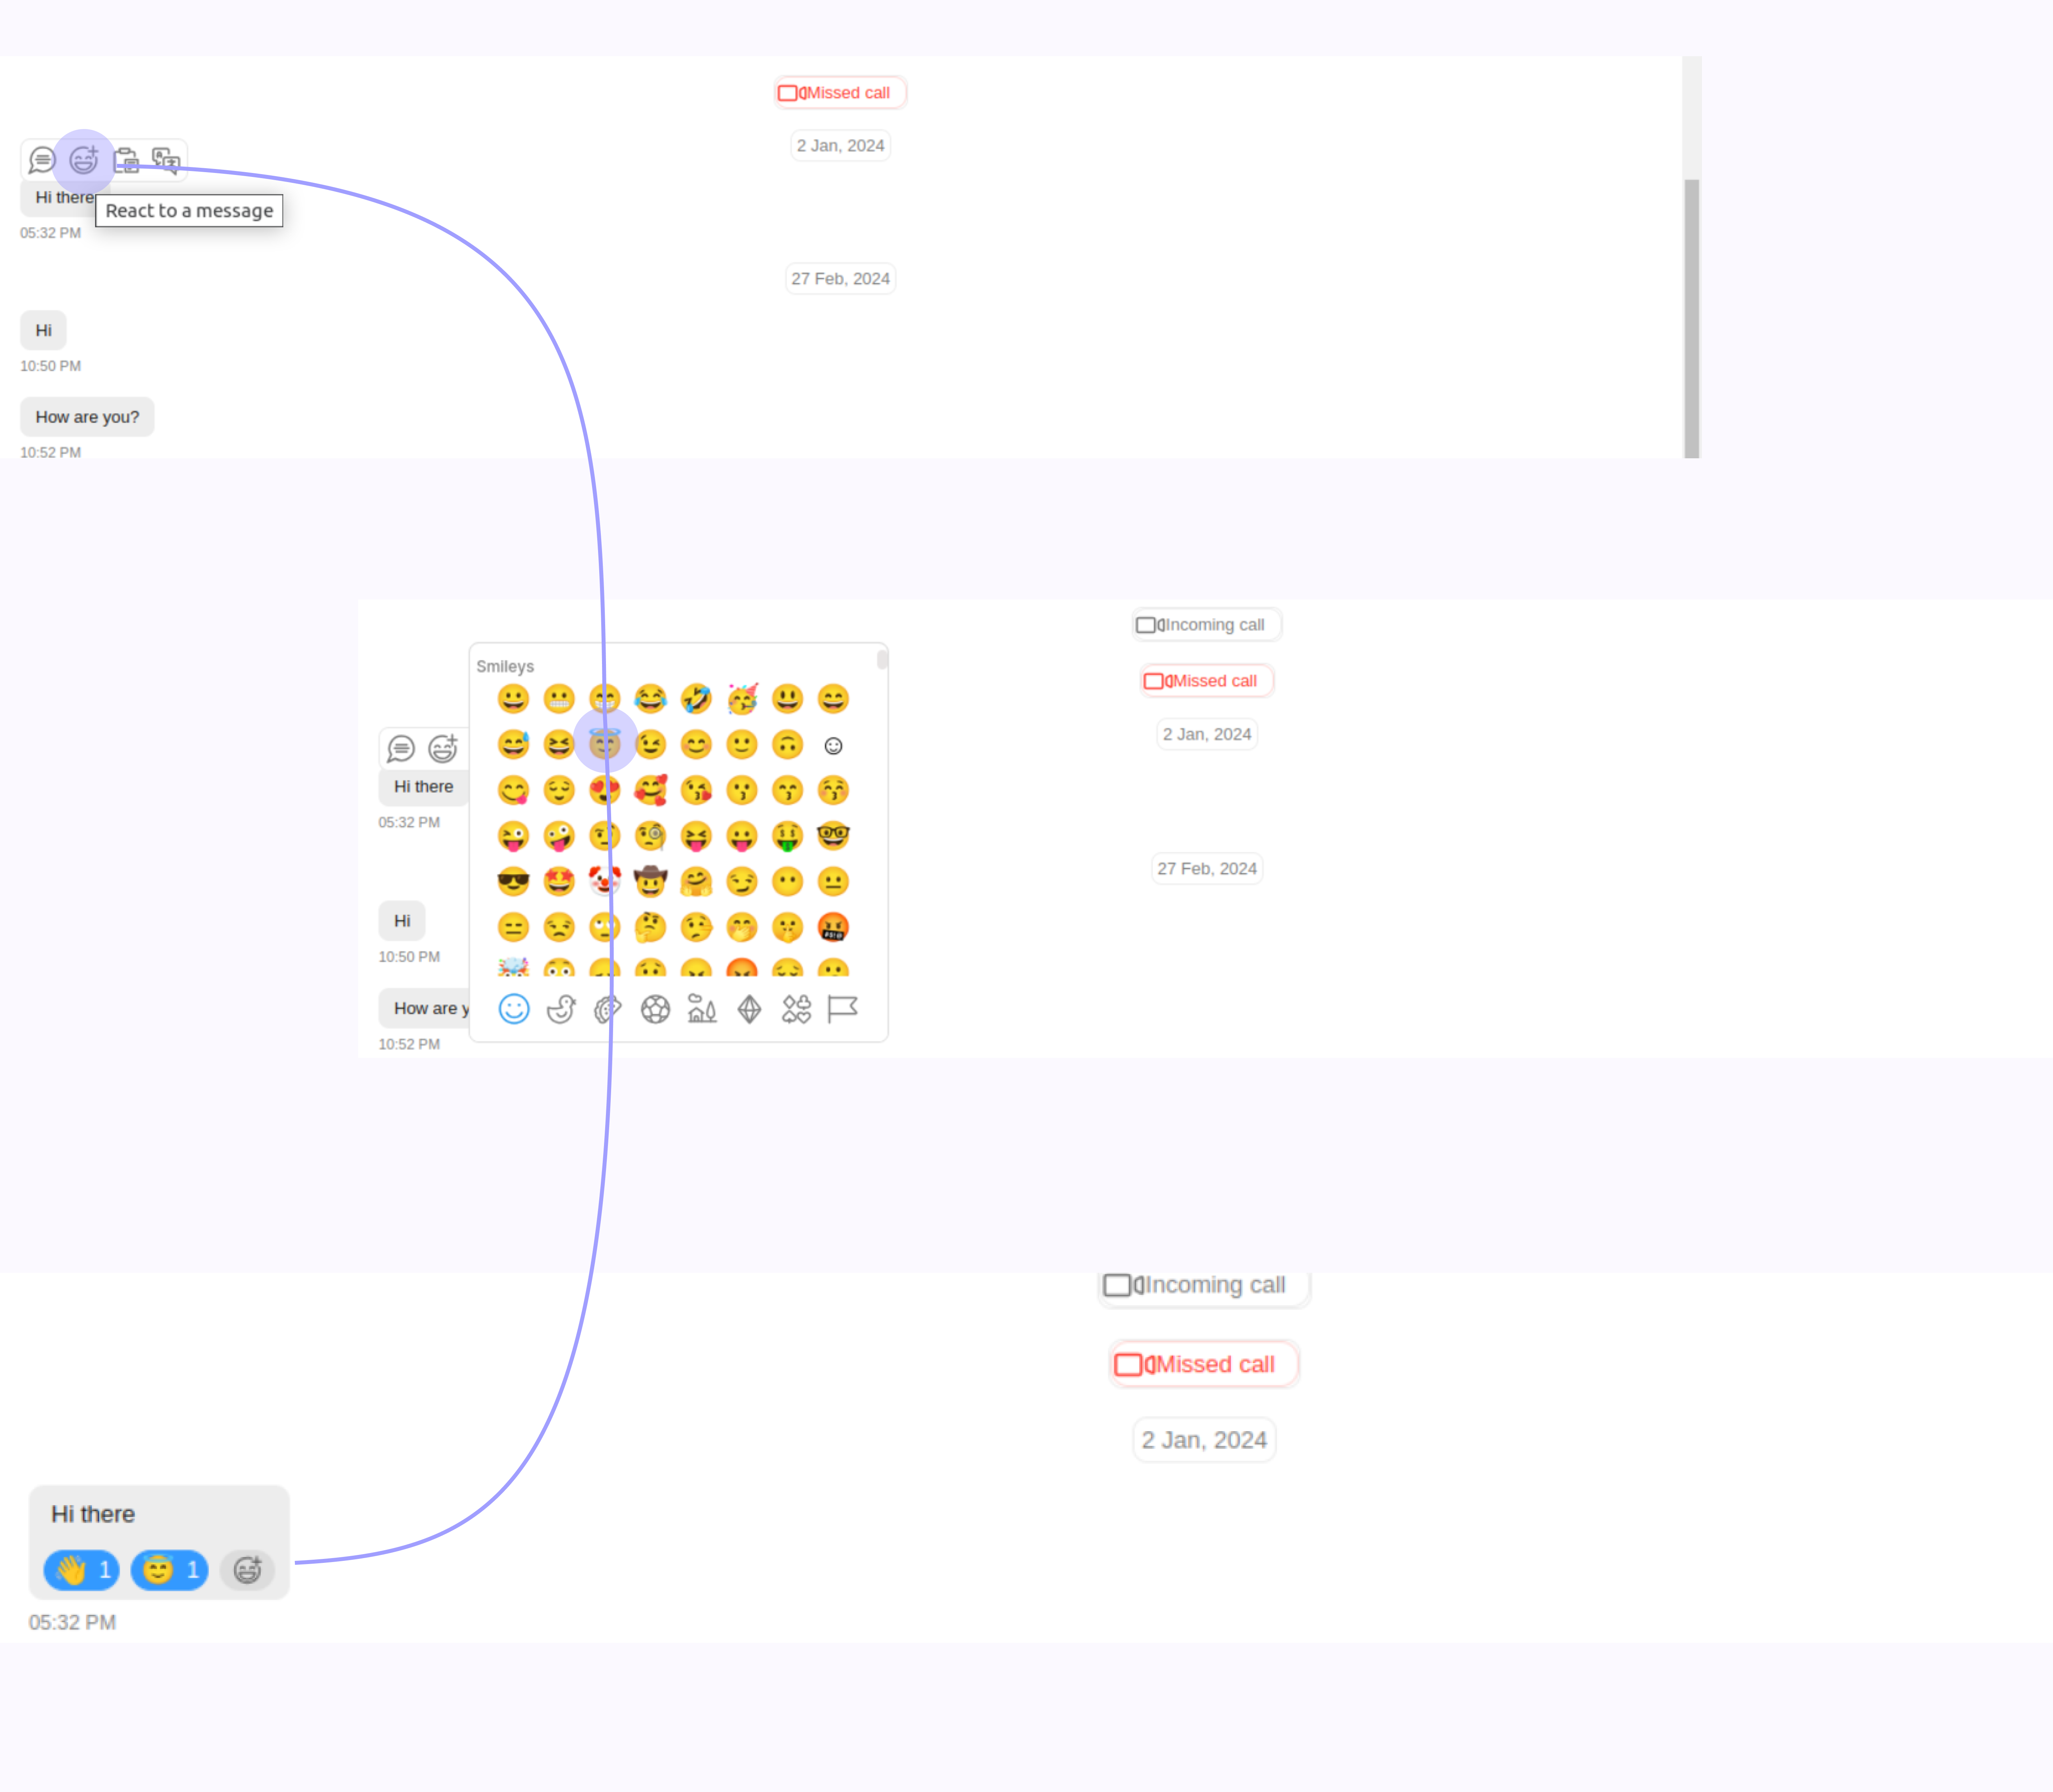 Missed call
2 Jan, 2024
Hi there
React to a message
05:32 PM
27 Feb, 2024
Hi
10:50 PM
How are you?
10:52 PM
Incoming call
Smileys
Missed call
2 Jan, 2024
Hi there
05:32 PM
27 Feb, 2024
Hi
10:50 PM
How are y
10:52 PM
Incoming call
Missed call
2 Jan, 2024
Hi there
1 1
05:32 PM